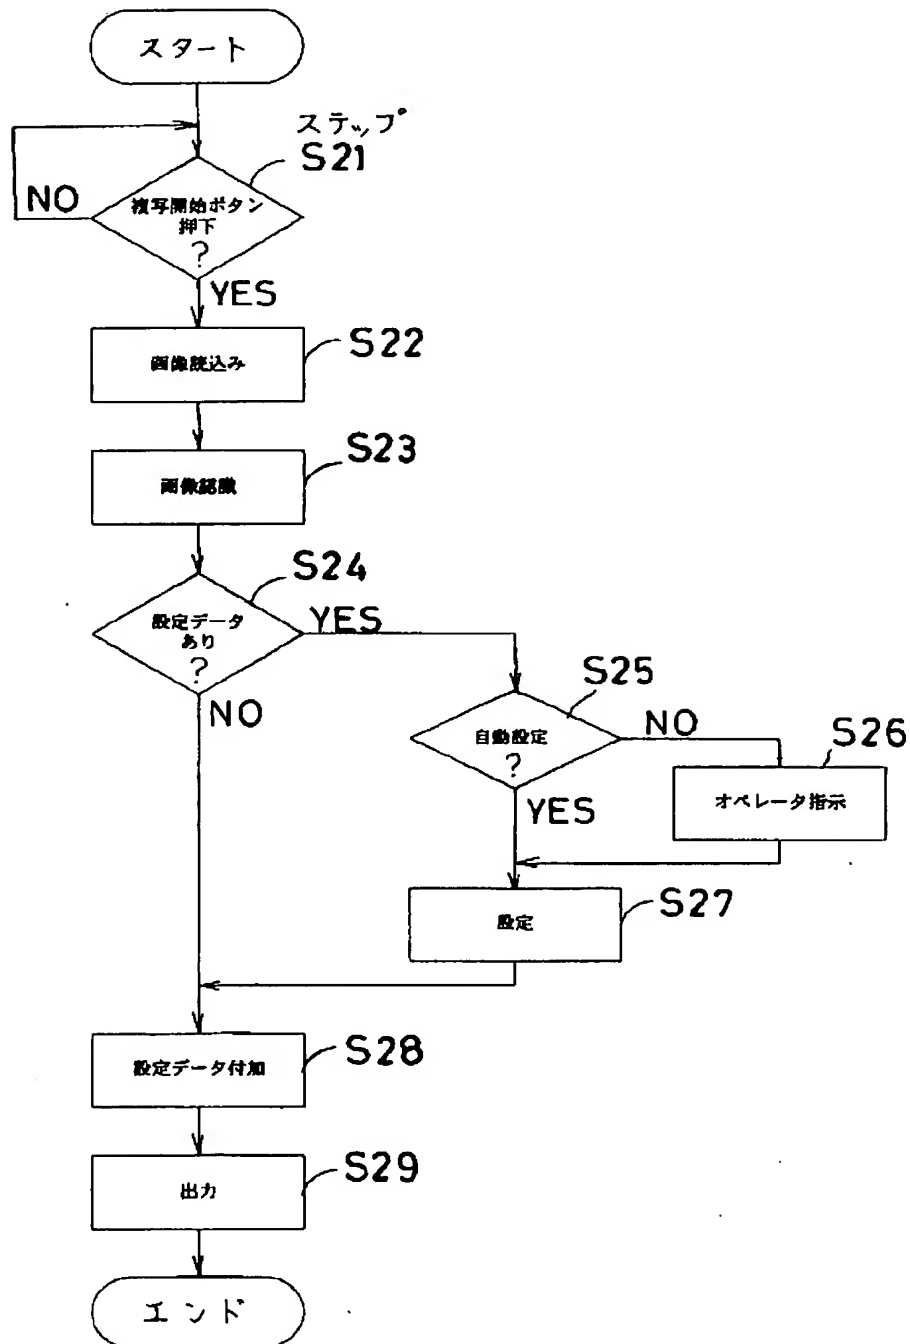 スタート
ステップ
S21
NO
複写開始ボタン
押下
?
YES
S22
画像読込み
S23
画像認識
S24
設定データ
あり
?
YES
NO
S25
自動設定
?
NO
YES
S26
オペレータ指示
S27
設定
S28
設定データ付加
S29
出力
エンド